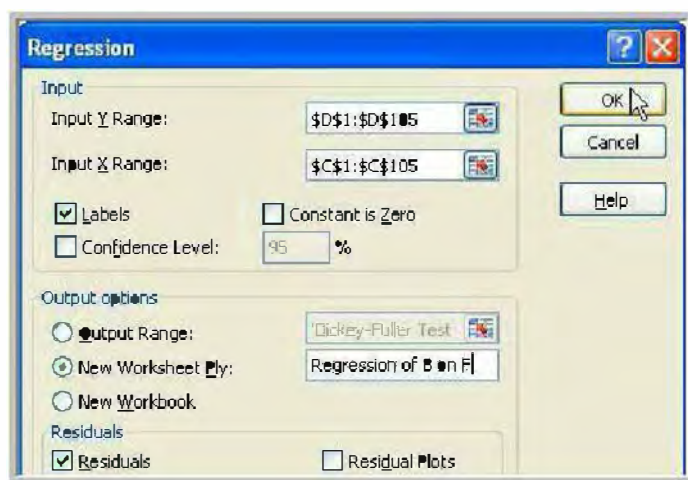 Regression
Input
Input Y Range: $D$1:$D$105
Input X Range: $C$1:$C$105
Labels Constant is Zero
Confidence Level: 95 %
Output options
Output Range: 'Dickey-Fuller Test
New Worksheet Ply: Regression of B on F
New Workbook
Residuals
Residuals Residual Plots
OK
Cancel
Help